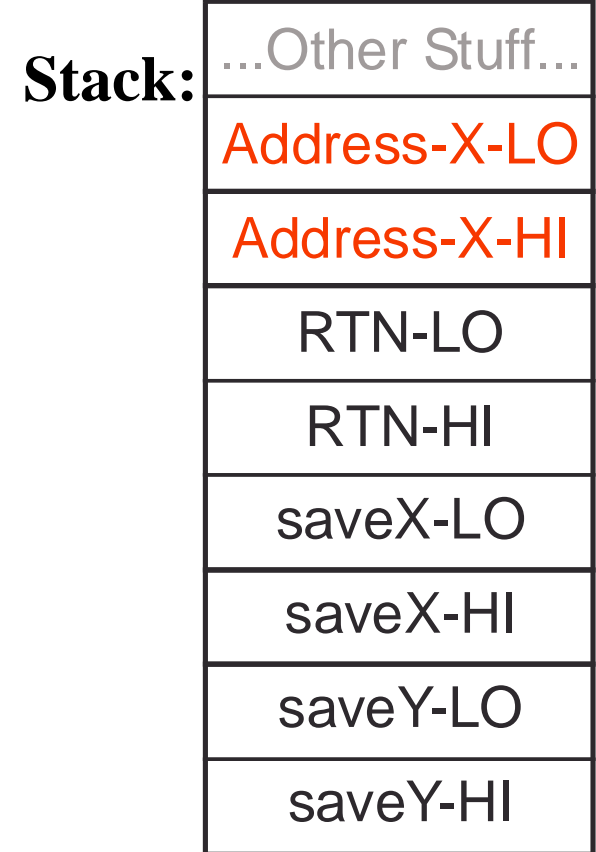 ...Other Stuff...
Stack:
Address-X-LO
Address-X-HI
RTN-LO
RTN-HI
saveX-LO
saveX-HI
saveY-LO
saveY-HI